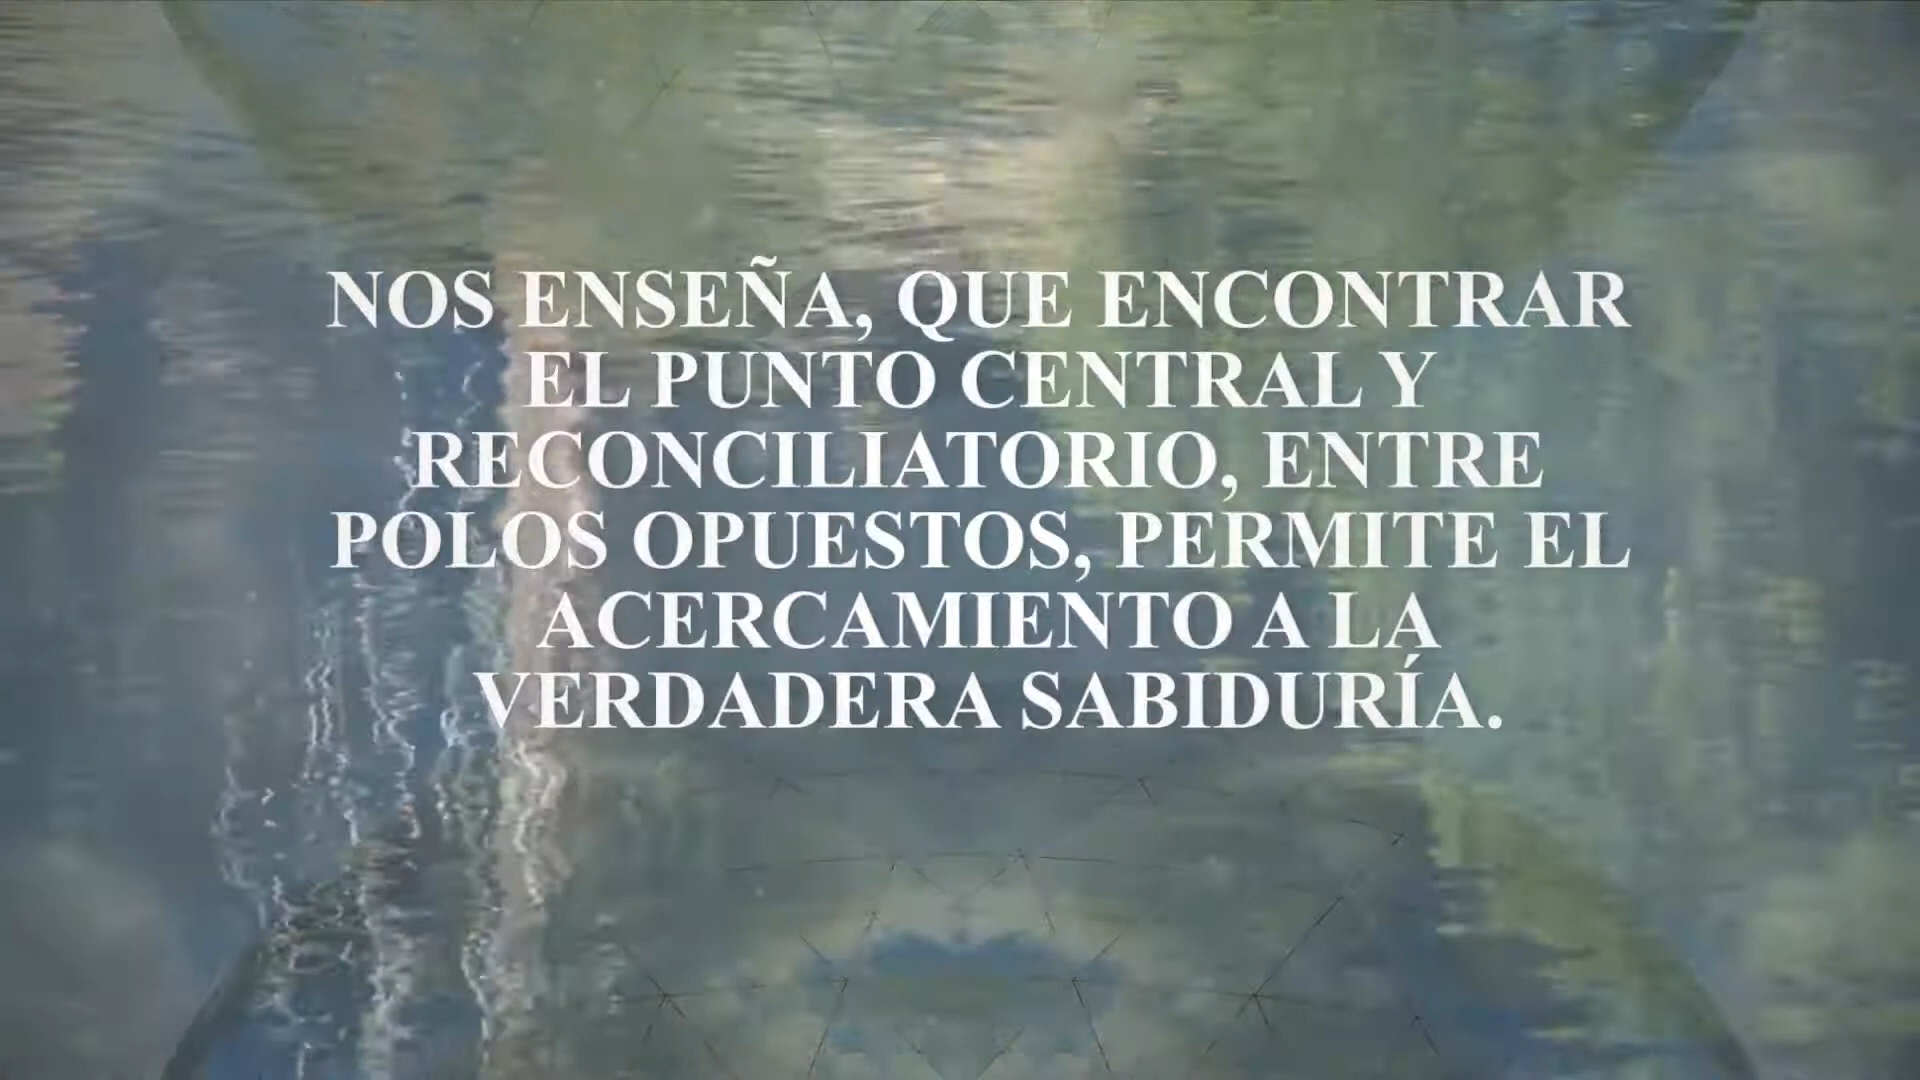 NOS ENSEÑA, QUE ENCONTRAR
EL PUNTO CENTRAL Y
RECONCILIATORIO, ENTRE
POLOS OPUESTOS, PERMITE EL
ACERCAMIENTO A LA
VERDADERA SABIDURÍA.